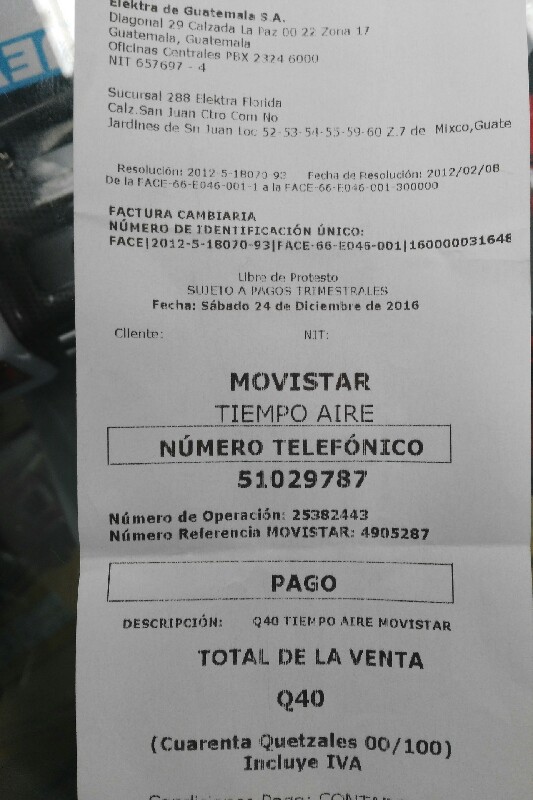 Elektra de Guatemala S.A.
Diagonal 29 Calzada La Paz 00 22 Zona 17
Guatemala, Guatemala
Oficinas Centrales PBX 2324 6000
NIT 657697 - 4
Sucursal 288 Elektra Florida
Calz.San Juan Ctro Com No
Jardines de Sn Juan Loc 52-53-54-55-59-60 Z.7 de Mixco,Guate
Resolución: 2012-5-18070-93 Fecha de Resolución: 2012/02/08
De la FACE-66-E046-001-1 a la FACE-66-E046-001-300000
FACTURA CAMBIARIA
NÚMERO DE IDENTIFICACIÓN ÚNICO:
FACE|2012-5-18070-93|FACE-66-E046-001|160000031648
Libre de Protesto
SUJETO A PAGOS TRIMESTRALES
Fecha: Sábado 24 de Diciembre de 2016
Cliente: NIT:
MOVISTAR
TIEMPO AIRE
NÚMERO TELEFÓNICO
51029787
Número de Operación: 25382443
Número Referencia MOVISTAR: 4905287
PAGO
DESCRIPCIÓN: Q40 TIEMPO AIRE MOVISTAR
TOTAL DE LA VENTA
Q40
(Cuarenta Quetzales 00/100)
Incluye IVA